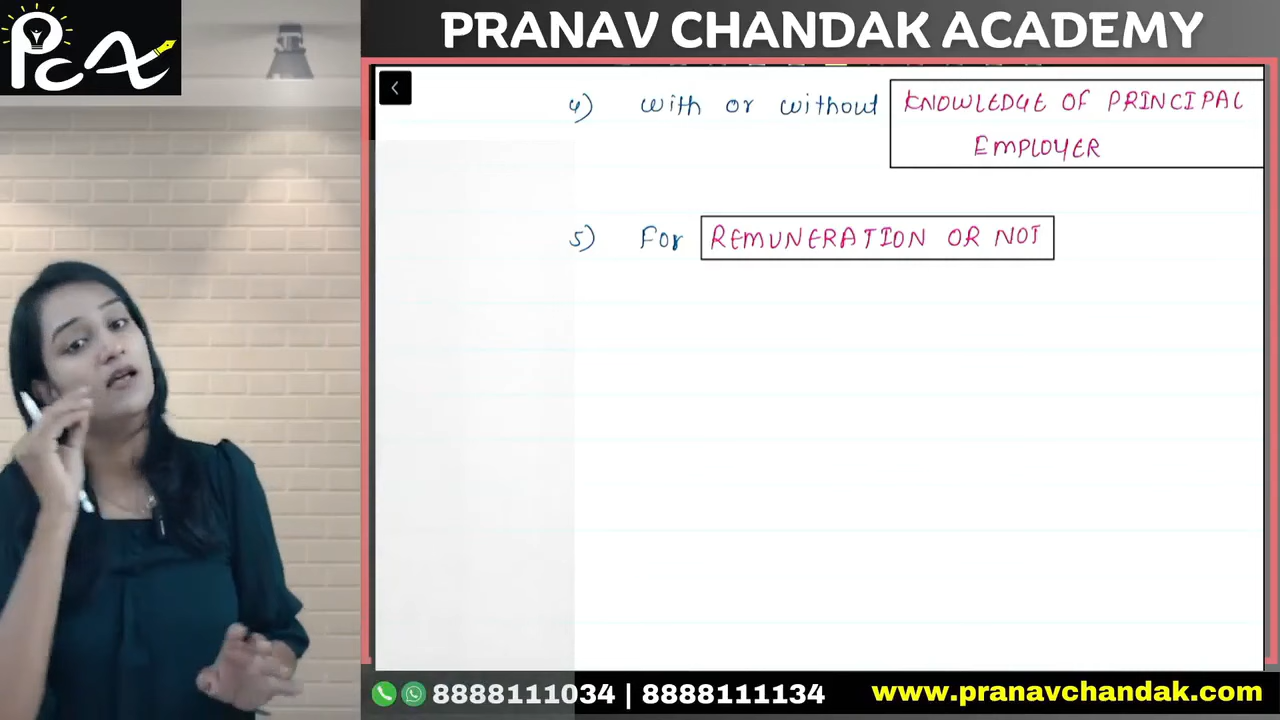 PCA
PRANAV CHANDAK ACADEMY
4) with or without KNOWLEDGE OF PRINCIPAL
EMPLOYER
5) For REMUNERATION OR NOT
8888111034 | 8888111134
www.pranavchandak.com